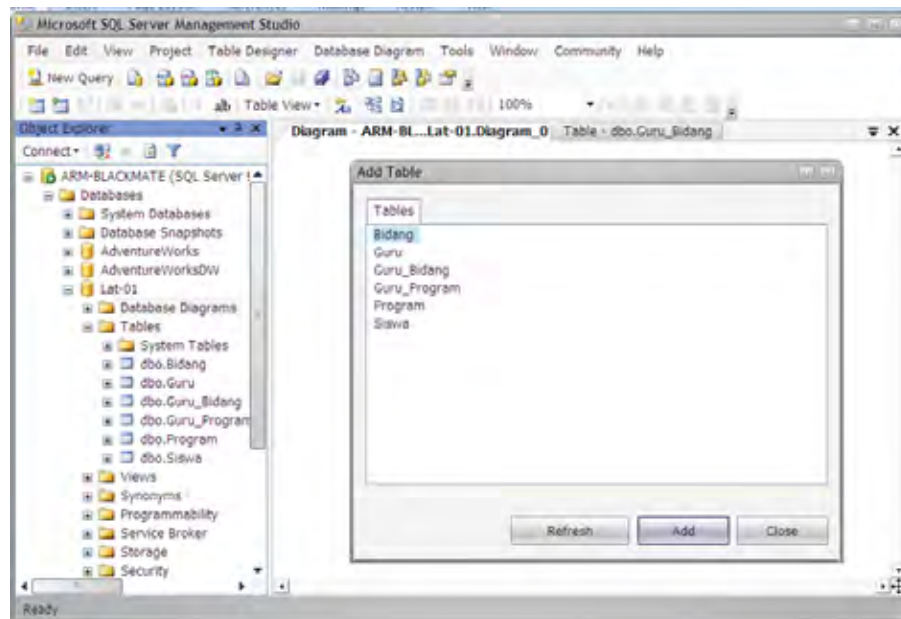 Microsoft SQL Server Management Studio
File Edit View Project Table Designer Database Diagram Tools Window Community Help
New Query
Table View 100%
Object Explorer
Diagram - ARM-BL...Lat-01.Diagram_0 Table - dbo.Guru_Bidang
Connect
ARM-BLACKMATE (SQL Server
Databases
System Databases
Database Snapshots
AdventureWorks
AdventureWorksDW
Lat-01
Database Diagrams
Tables
System Tables
dbo.Bidang
dbo.Guru
dbo.Guru_Bidang
dbo.Guru_Program
dbo.Program
dbo.Siswa
Views
Synonyms
Programmability
Service Broker
Storage
Security
Add Table
Tables
Bidang
Guru
Guru_Bidang
Guru_Program
Program
Siswa
Refresh Add Close
Ready